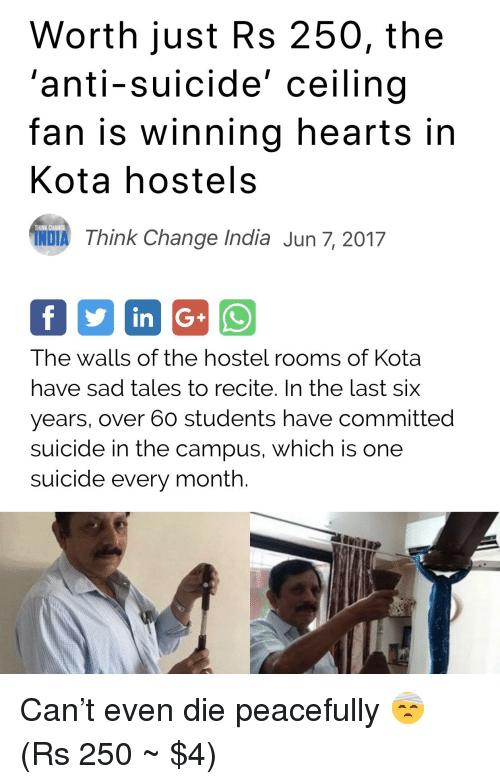 Worth just Rs 250, the
‘anti-suicide’ ceiling
fan is winning hearts in
Kota hostels
THINK CHANGE
INDIA
Think Change India Jun 7, 2017
f in G+
The walls of the hostel rooms of Kota
have sad tales to recite. In the last six
years, over 60 students have committed
suicide in the campus, which is one
suicide every month.
Can’t even die peacefully 🤕
(Rs 250 ~ $4)